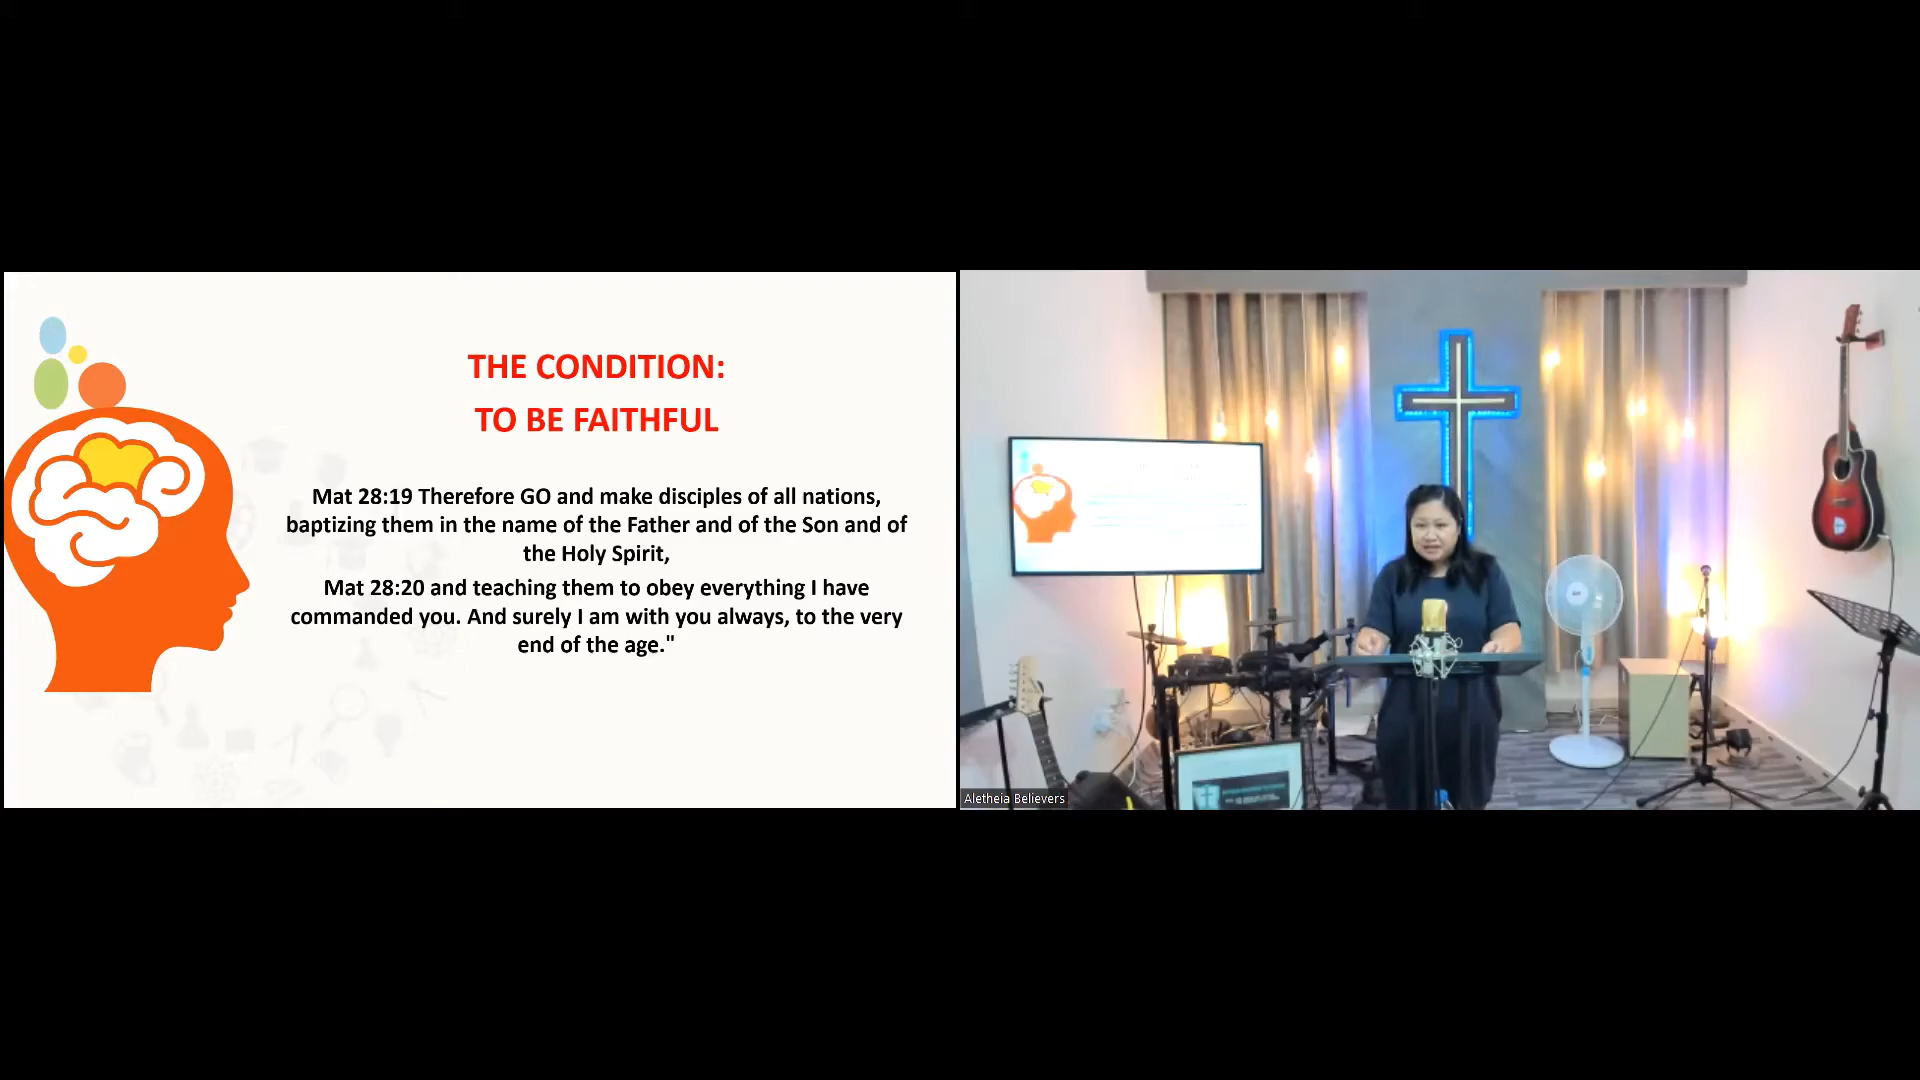 THE CONDITION:
TO BE FAITHFUL
Mat 28:19 Therefore GO and make disciples of all nations,
baptizing them in the name of the Father and of the Son and of
the Holy Spirit,
Mat 28:20 and teaching them to obey everything I have
commanded you. And surely I am with you always, to the very
end of the age."
Aletheia Believers